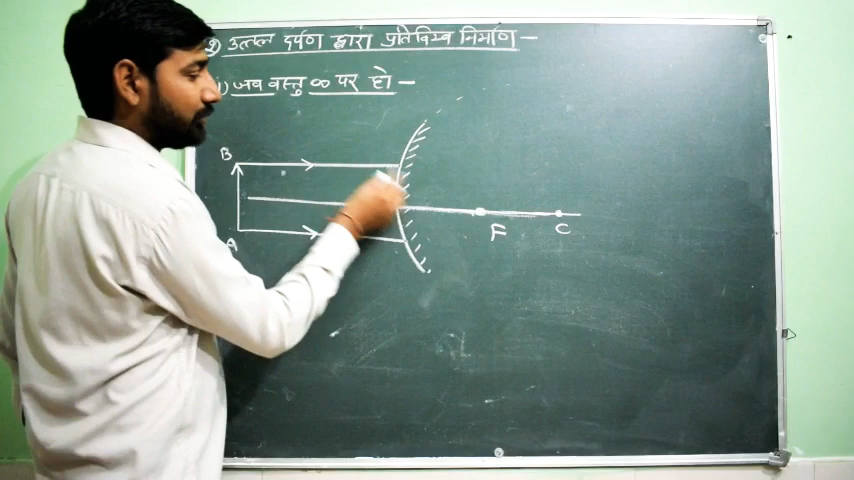 2) उत्तल दर्पण द्वारा प्रतिबिम्ब निर्माण –
i) जब वस्तु ∞ पर हो –
B
A
F
C